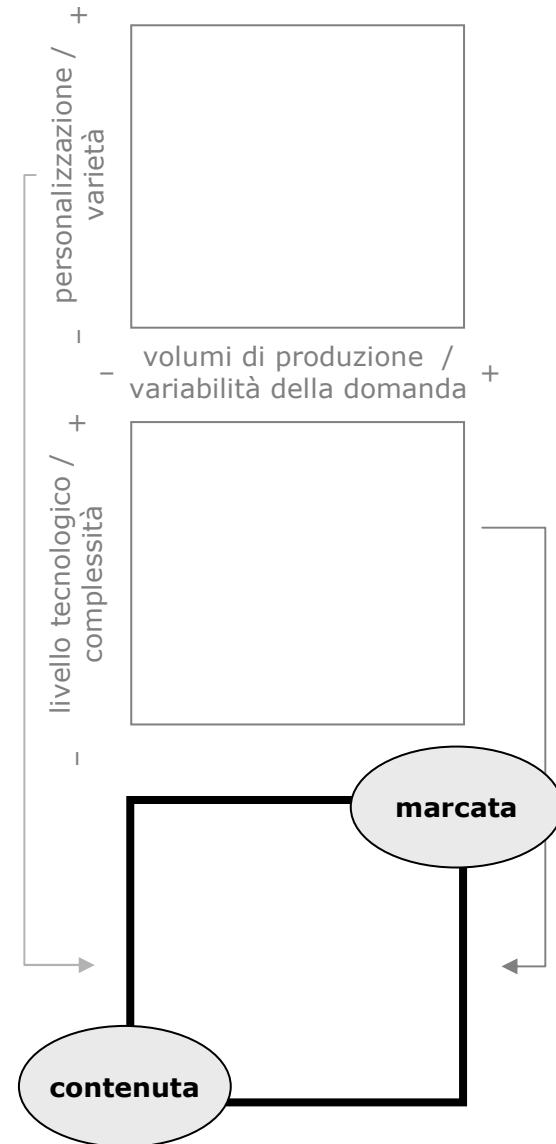 +
personalizzazione /
varietà
–
volumi di produzione /
– variabilità della domanda +
+
livello tecnologico /
complessità
–
marcata
contenuta